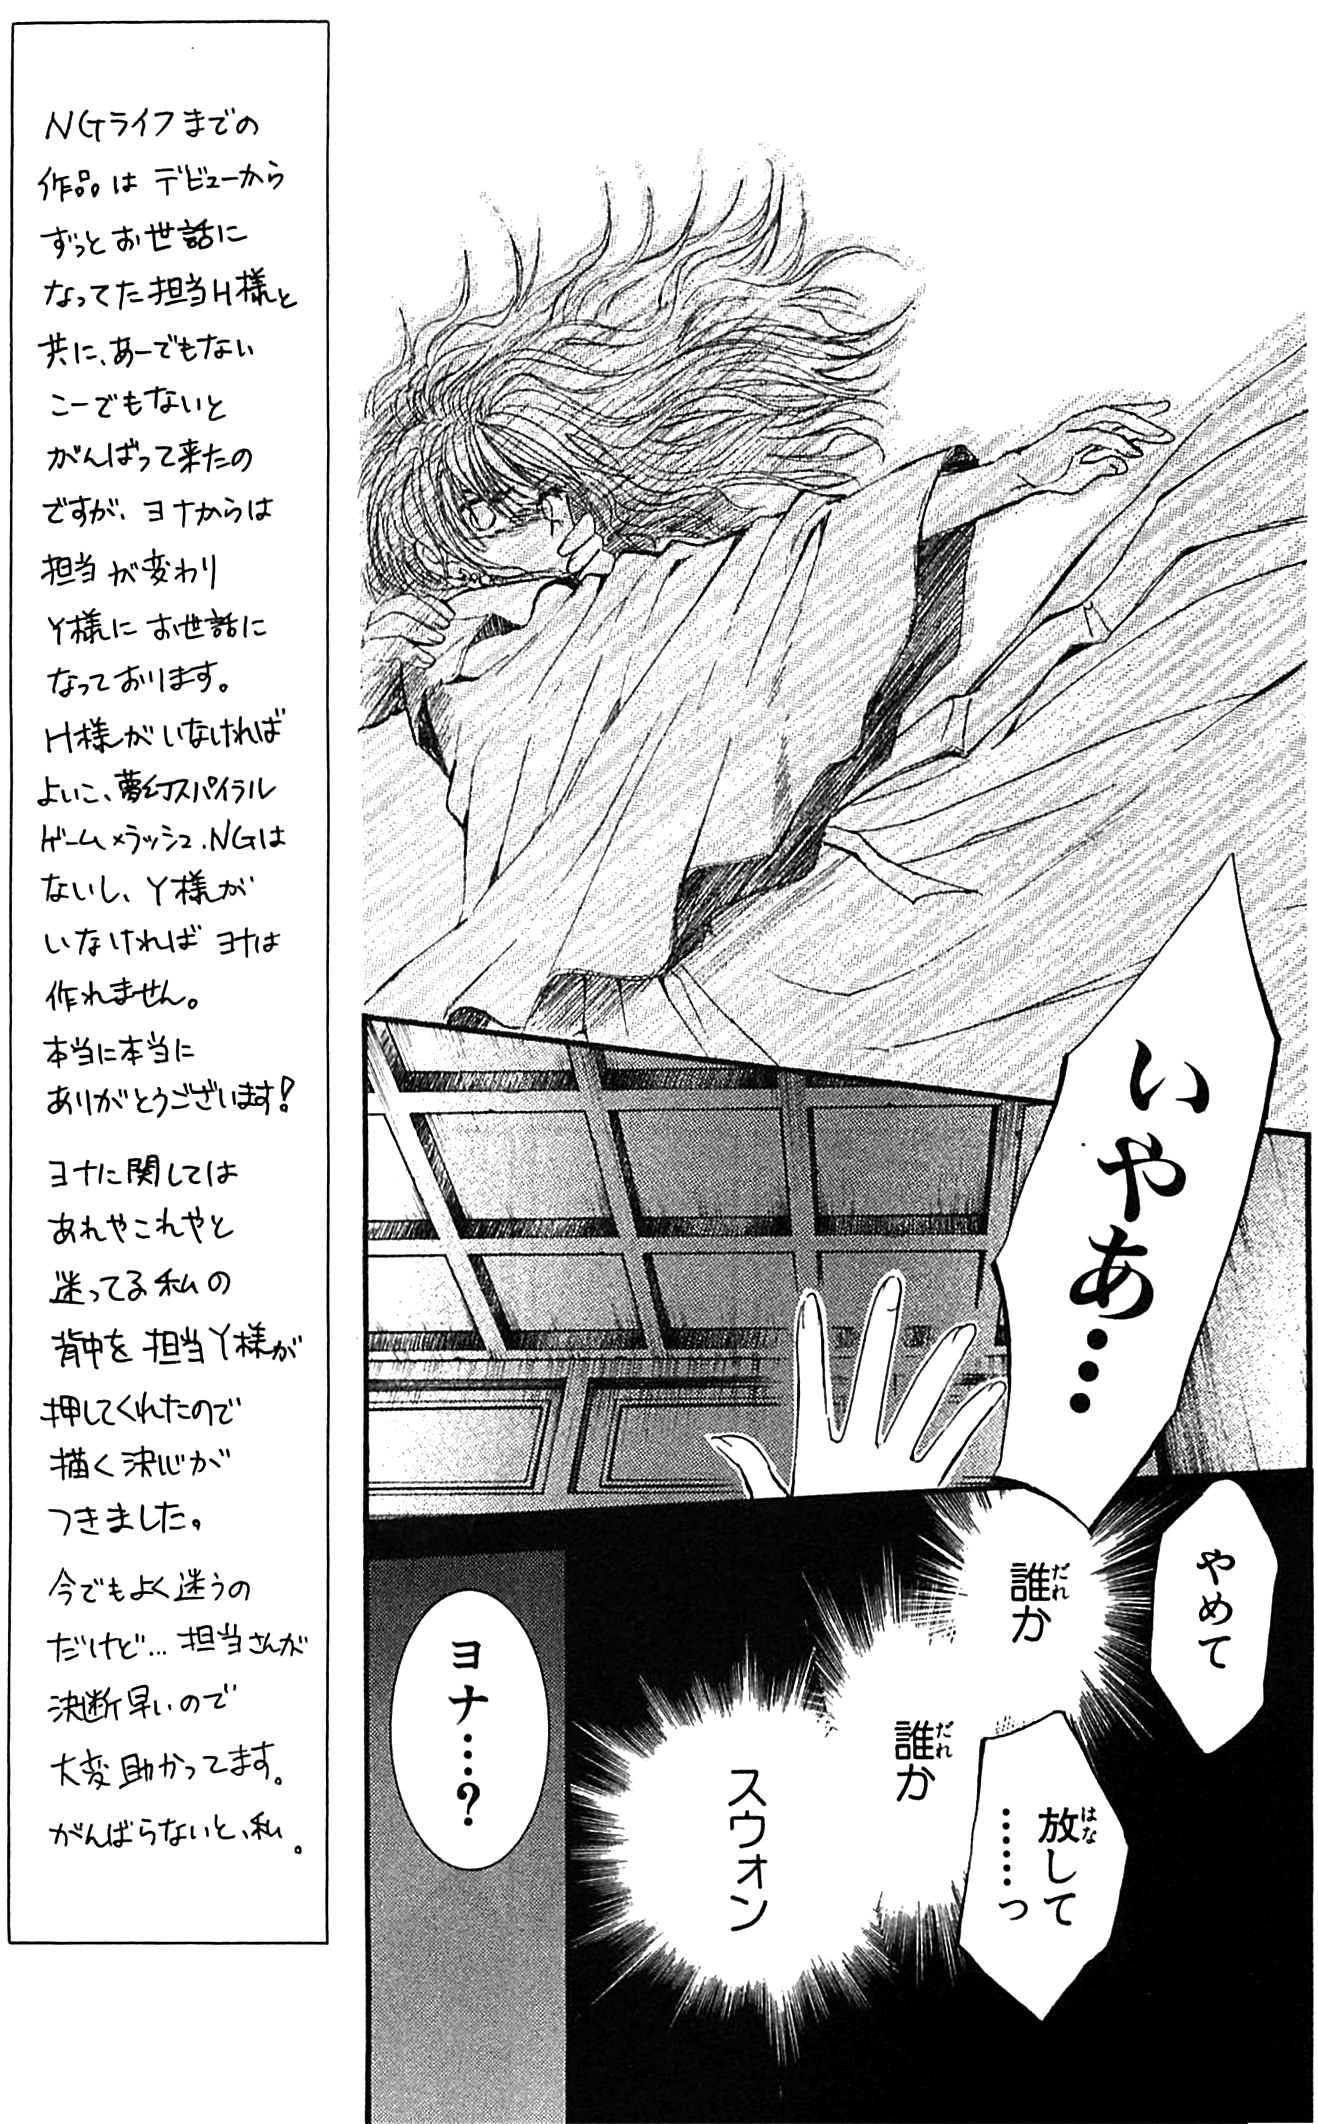 いやあ…
やめて
誰か
だれ
放して
はな
……っ
誰か
だれ
スウォン
ヨナ…？
NGライフまでの
作品は デビューから
ずっとお世話に
なってた担当H様と
共に、あーでもない
こーでもないと
がんばって来たの
ですが、ヨナからは
担当が変わり
Y様に お世話に
なっております。
H様がいなければ
よいこ、夢幻スパイラル
ゲーム×ラッシュ、NGは
ないし、Y様が
いなければ ヨナは
作れません。
本当に本当に
ありがとうございます！
ヨナに関しては
あれやこれやと
迷ってる私の
背中を 担当Y様が
押してくれたので
描く決心が
つきました。
今でもよく迷うの
だけど… 担当さんが
決断早いので
大変助かってます。
がんばらないと、私。